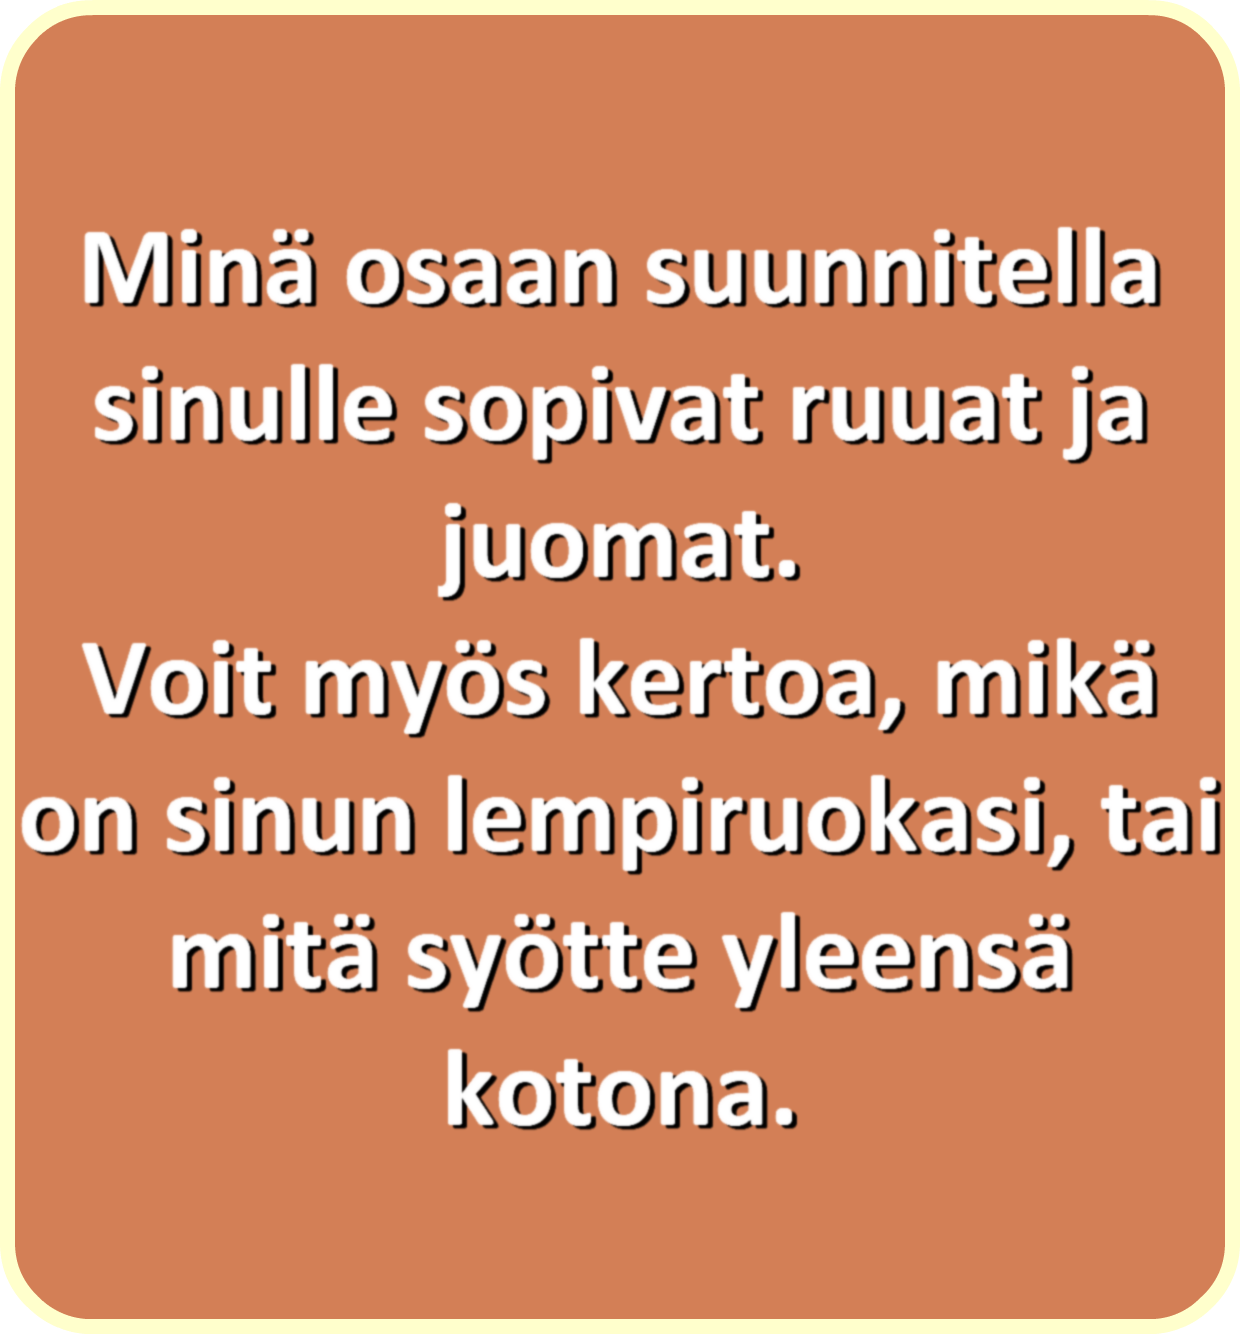 Minä osaan suunnitella
sinulle sopivat ruuat ja
juomat.
Voit myös kertoa, mikä
on sinun lempiruokasi, tai
mitä syötte yleensä
kotona.